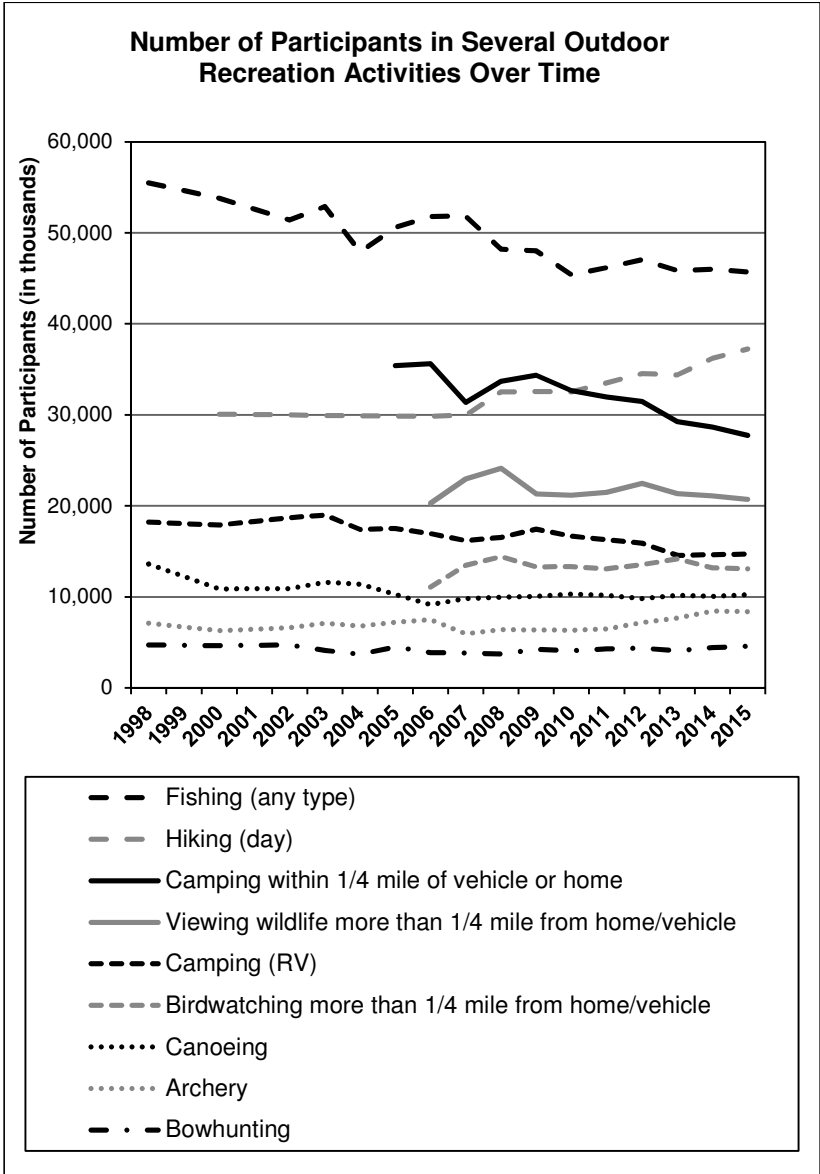 Number of Participants in Several Outdoor
Recreation Activities Over Time
Number of Participants (in thousands)
60,000
50,000
40,000
30,000
20,000
10,000
0
1998
1999
2000
2001
2002
2003
2004
2005
2006
2007
2008
2009
2010
2011
2012
2013
2014
2015
Fishing (any type)
Hiking (day)
Camping within 1/4 mile of vehicle or home
Viewing wildlife more than 1/4 mile from home/vehicle
Camping (RV)
Birdwatching more than 1/4 mile from home/vehicle
Canoeing
Archery
Bowhunting